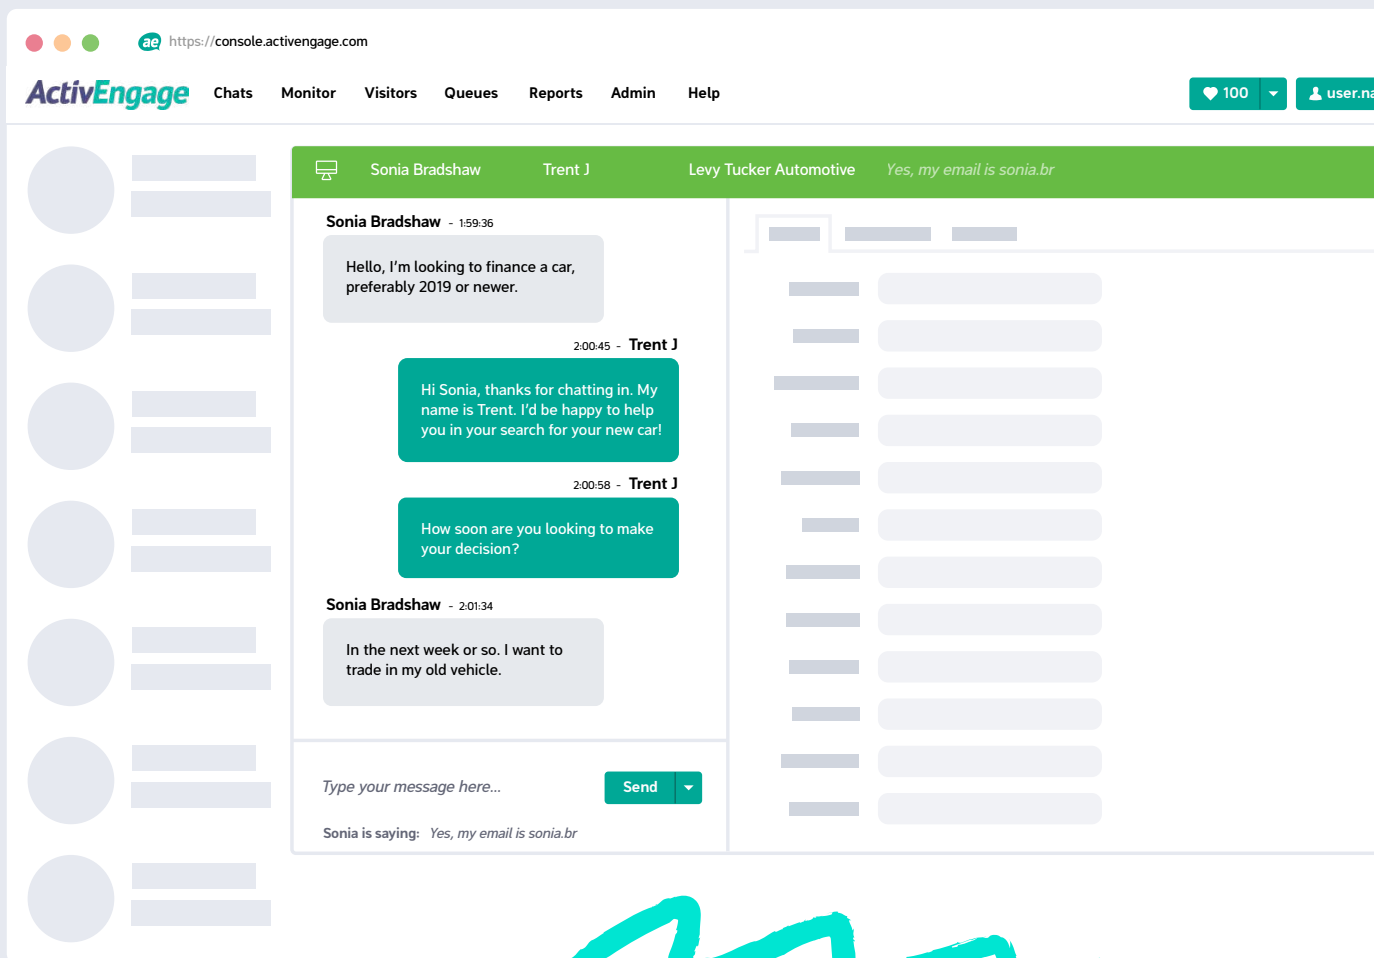 ae https://console.activengage.com
ActivEngage Chats Monitor Visitors Queues Reports Admin Help 100 user.na
Sonia Bradshaw Trent J Levy Tucker Automotive Yes, my email is sonia.br
Sonia Bradshaw - 1:59:36
Hello, I'm looking to finance a car,
preferably 2019 or newer.
2:00:45 - Trent J
Hi Sonia, thanks for chatting in. My
name is Trent. I'd be happy to help
you in your search for your new car!
2:00:58 - Trent J
How soon are you looking to make
your decision?
Sonia Bradshaw - 2:01:34
In the next week or so. I want to
trade in my old vehicle.
Type your message here... Send
Sonia is saying: Yes, my email is sonia.br